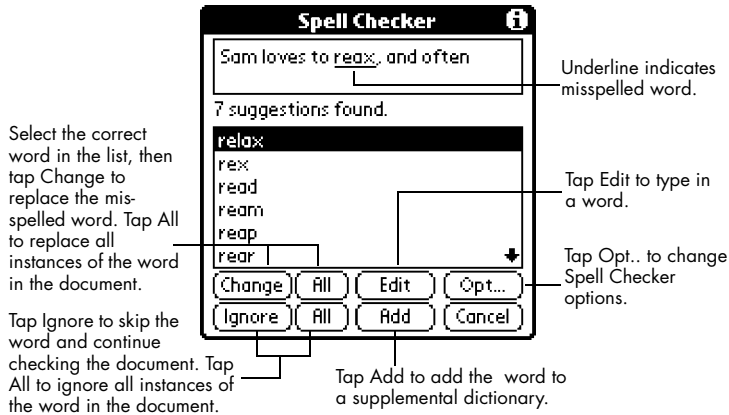 Spell Checker
i
Sam loves to reax, and often
7 suggestions found.
relax
rex
read
ream
reap
rear
Change All Edit Opt...
Ignore All Add Cancel
Underline indicates
misspelled word.
Select the correct
word in the list, then
tap Change to
replace the mis-
spelled word. Tap All
to replace all
instances of the word
in the document.
Tap Edit to type in
a word.
Tap Opt.. to change
Spell Checker
options.
Tap Ignore to skip the
word and continue
checking the document. Tap
All to ignore all instances of
the word in the document.
Tap Add to add the  word to
a supplemental dictionary.